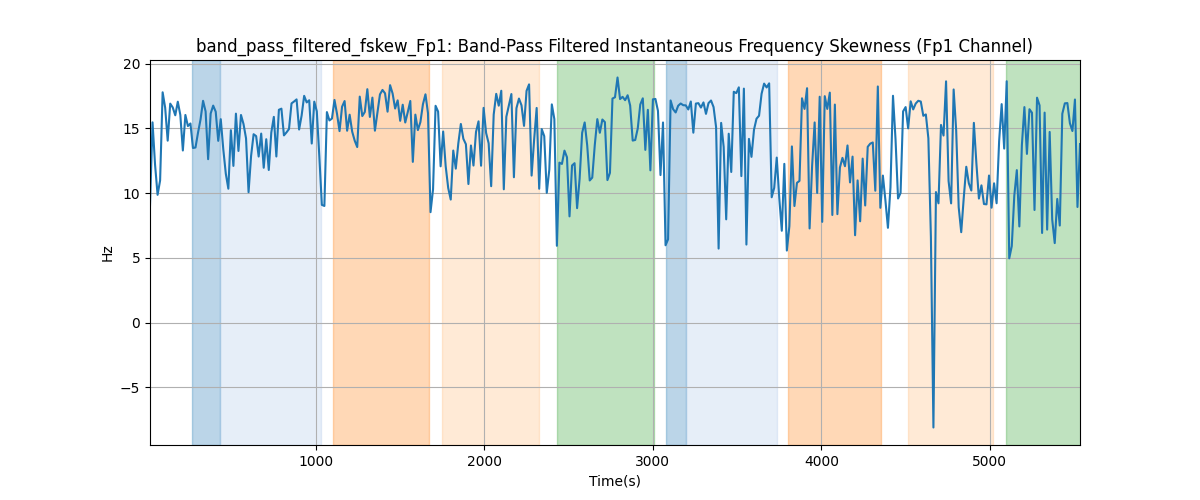 band_pass_filtered_fskew_Fp1: Band-Pass Filtered Instantaneous Frequency Skewness (Fp1 Channel)
20
15
10
5
0
−5
Hz
1000 2000 3000 4000 5000
Time(s)